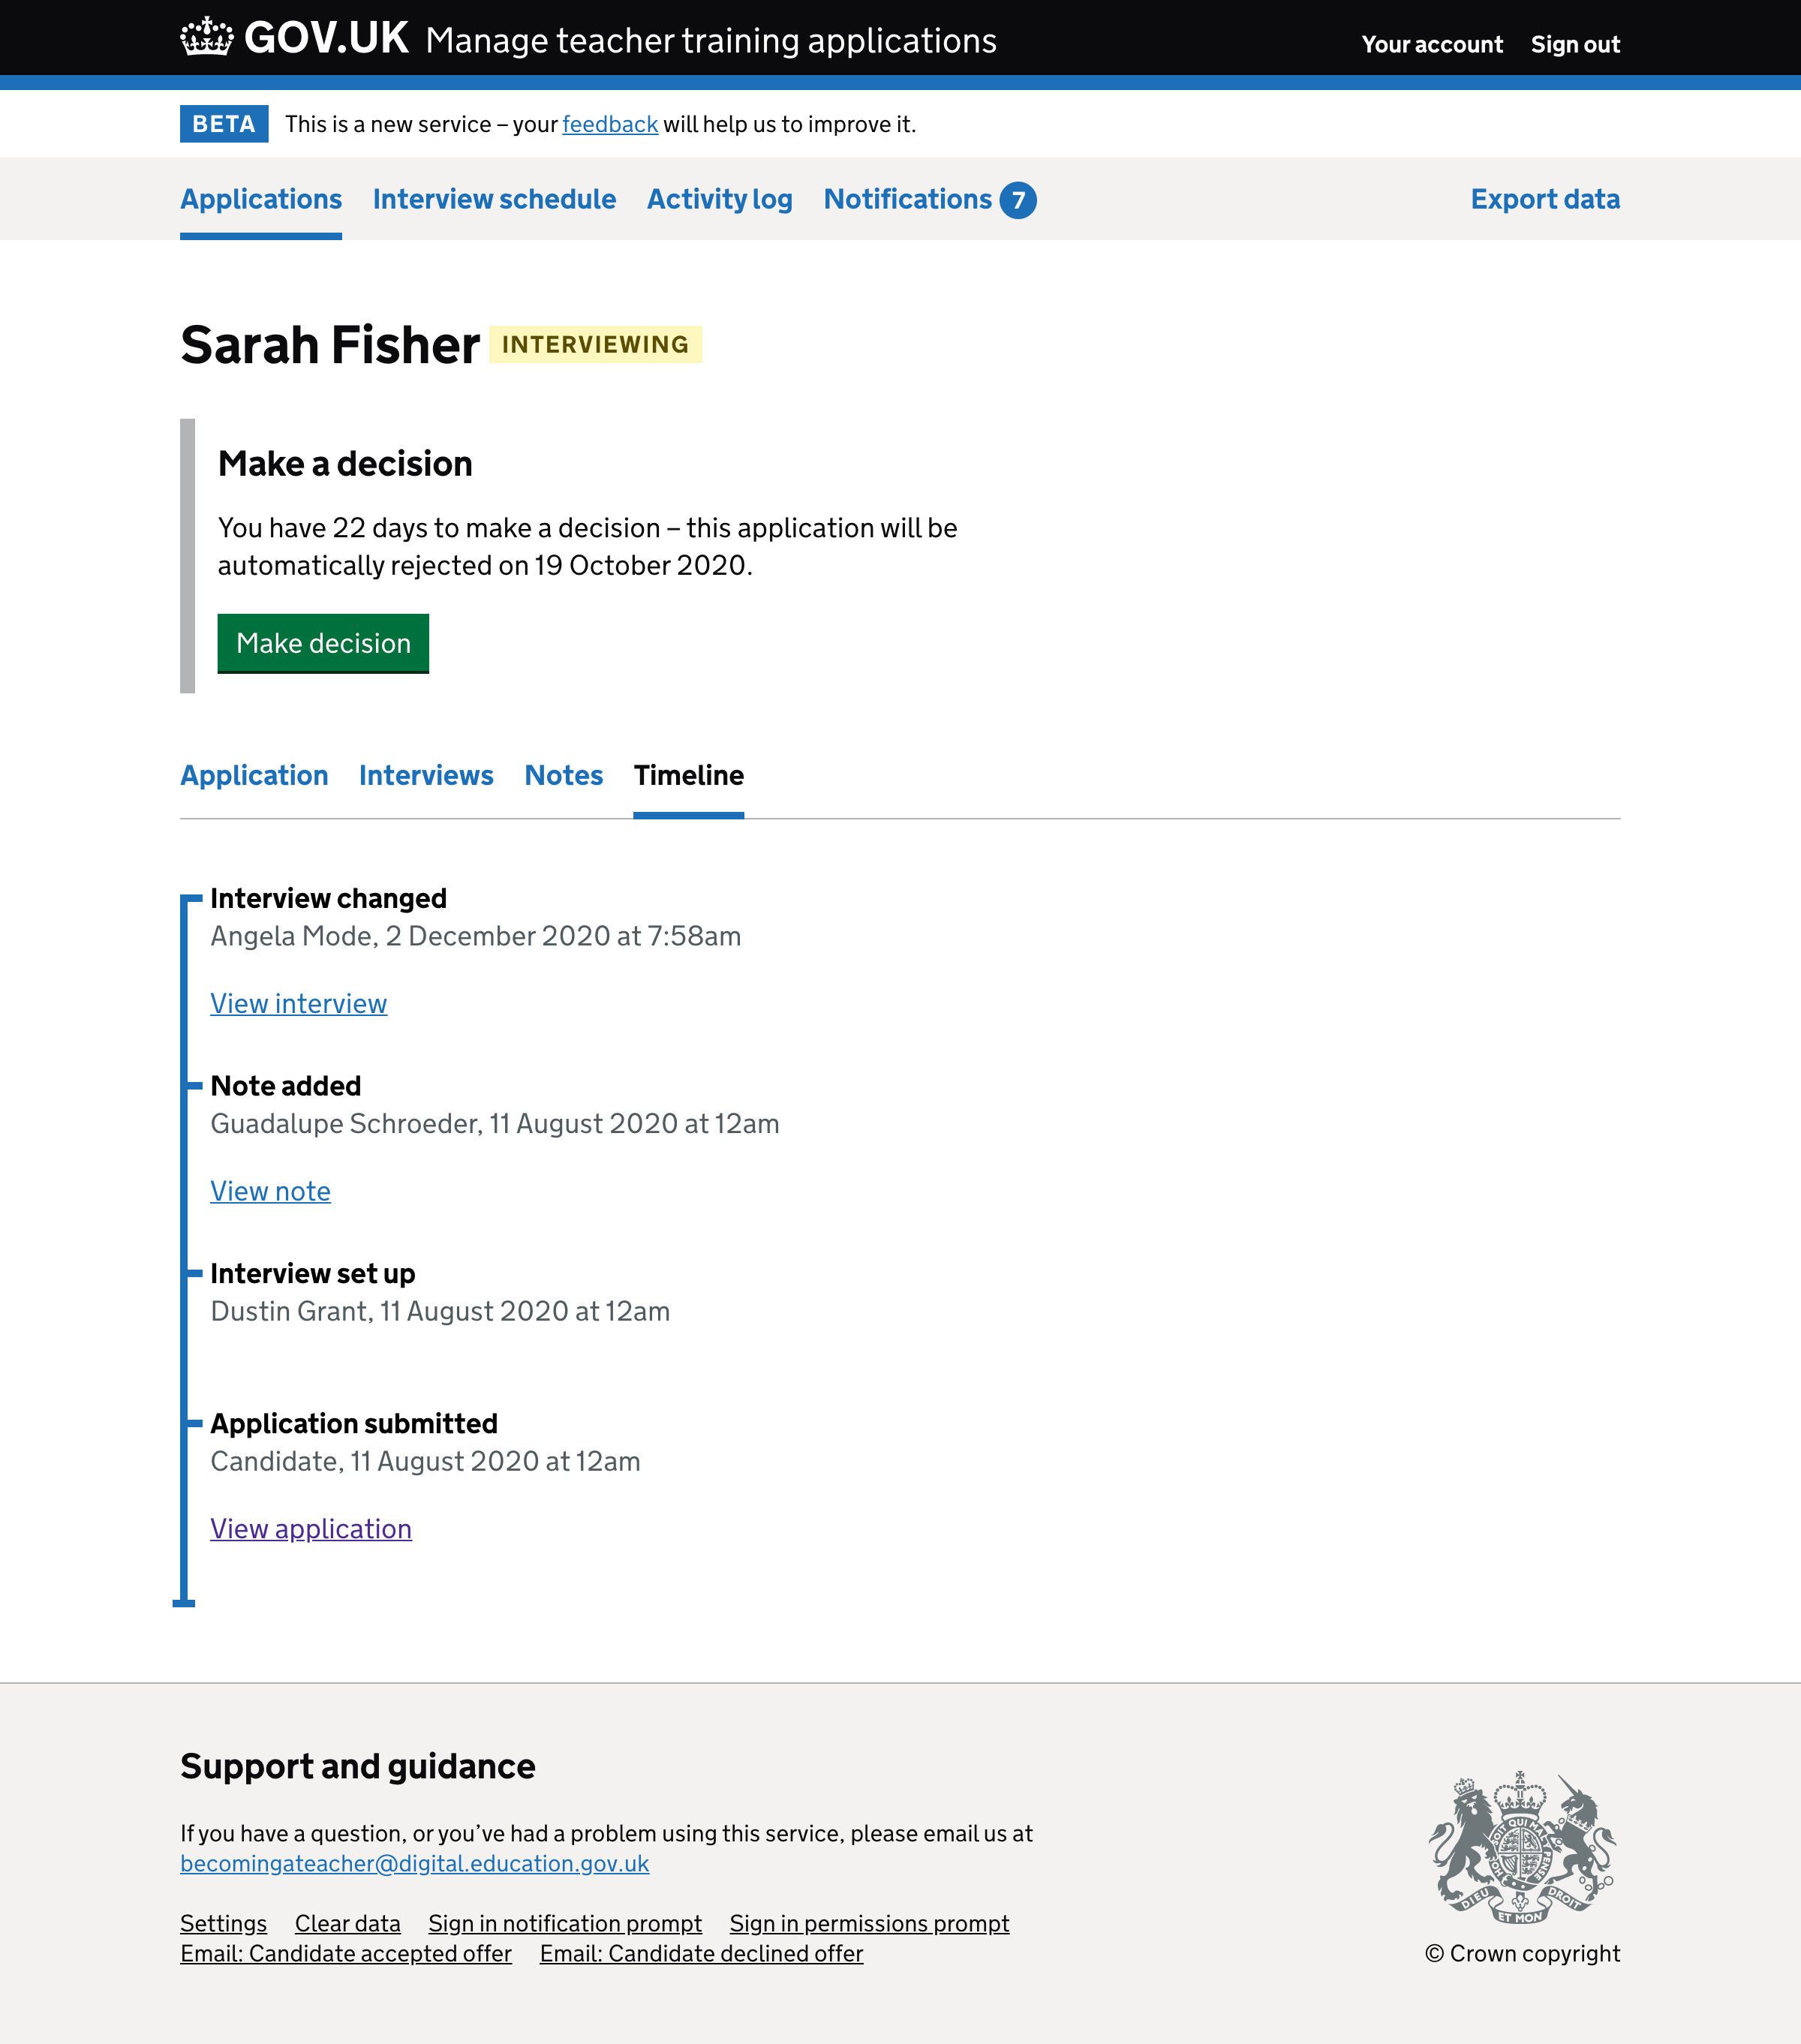 GOV.UK Manage teacher training applications
Your account Sign out
BETA This is a new service – your feedback will help us to improve it.
Applications Interview schedule Activity log Notifications 7 Export data
Sarah Fisher INTERVIEWING
Make a decision
You have 22 days to make a decision – this application will be
automatically rejected on 19 October 2020.
Make decision
Application Interviews Notes Timeline
Interview changed
Angela Mode, 2 December 2020 at 7:58am
View interview
Note added
Guadalupe Schroeder, 11 August 2020 at 12am
View note
Interview set up
Dustin Grant, 11 August 2020 at 12am
Application submitted
Candidate, 11 August 2020 at 12am
View application
Support and guidance
If you have a question, or you’ve had a problem using this service, please email us at
becomingateacher@digital.education.gov.uk
Settings Clear data Sign in notification prompt Sign in permissions prompt
Email: Candidate accepted offer Email: Candidate declined offer
DIEU ET MON DROIT
© Crown copyright